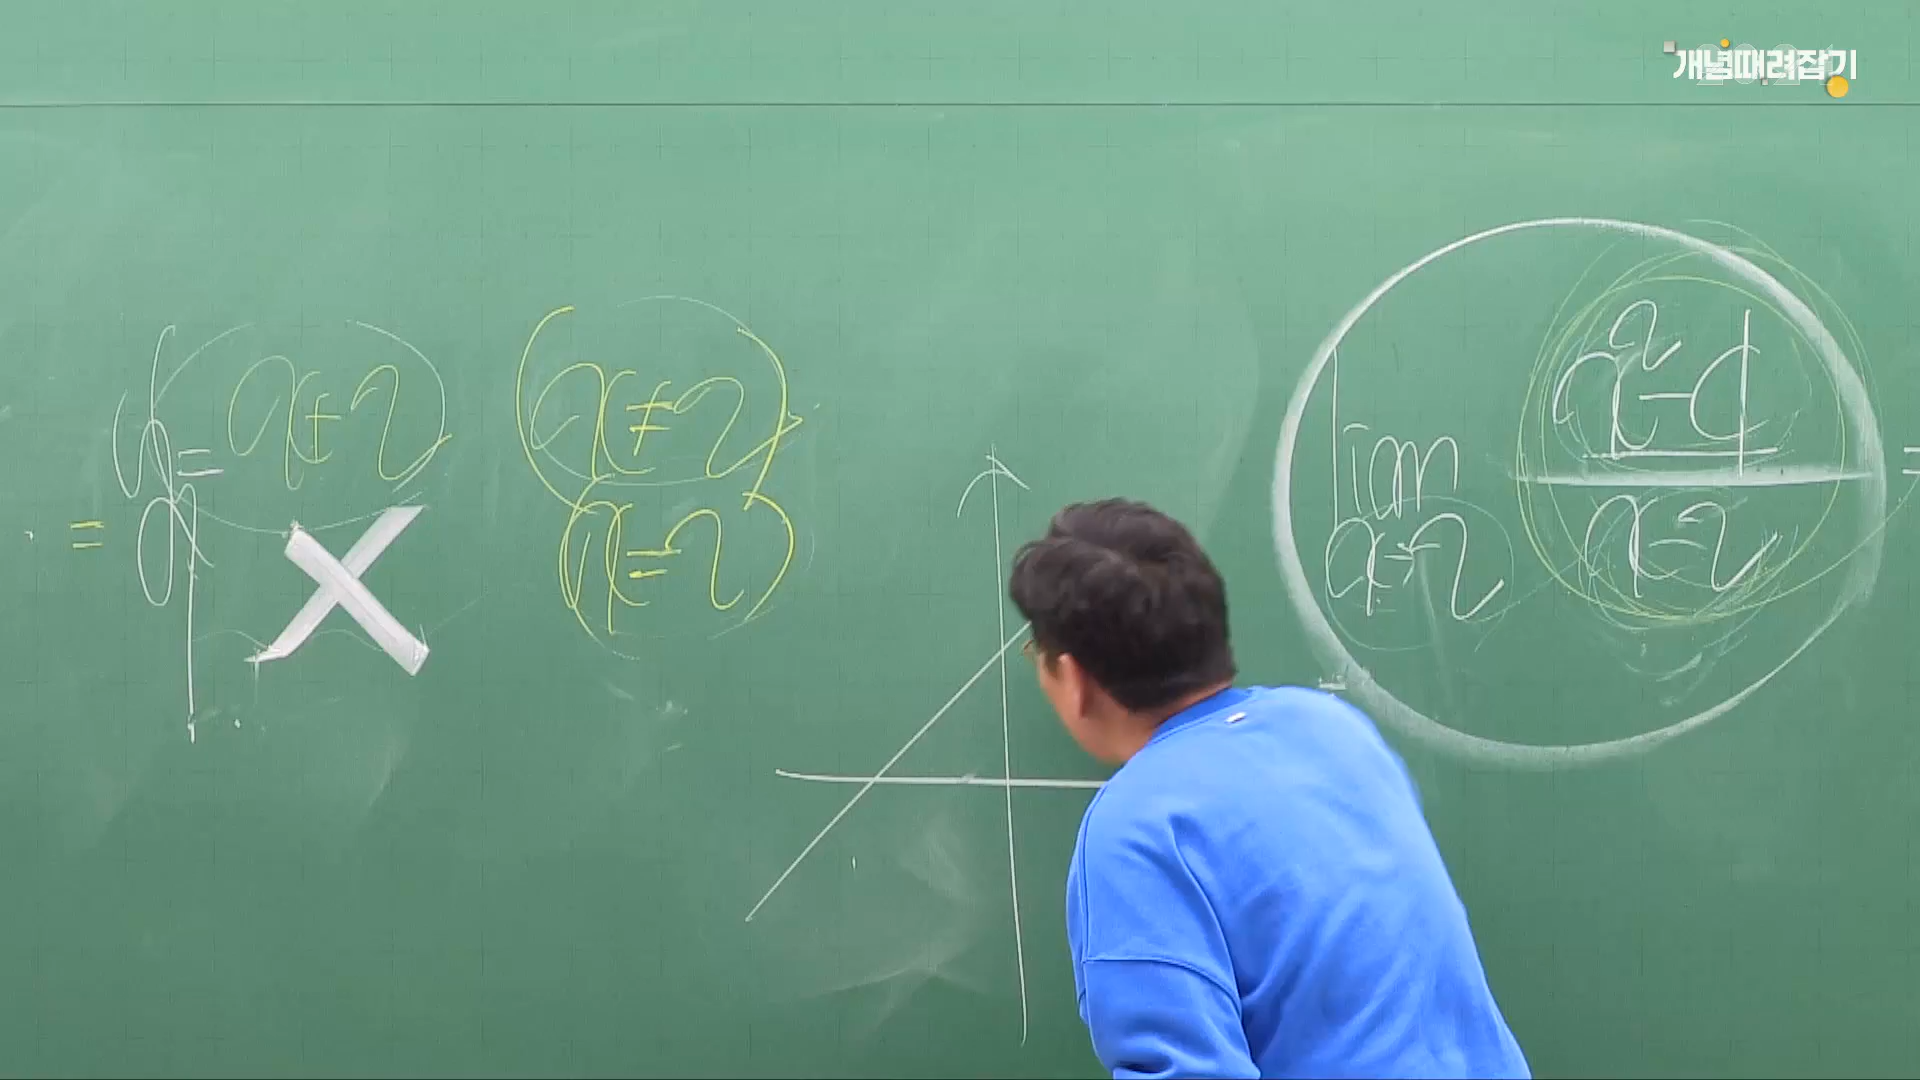 개념때려잡기
y = x+2 (x≠2)
= X (x=2)
lim x→2 x²-4 / x-2 =